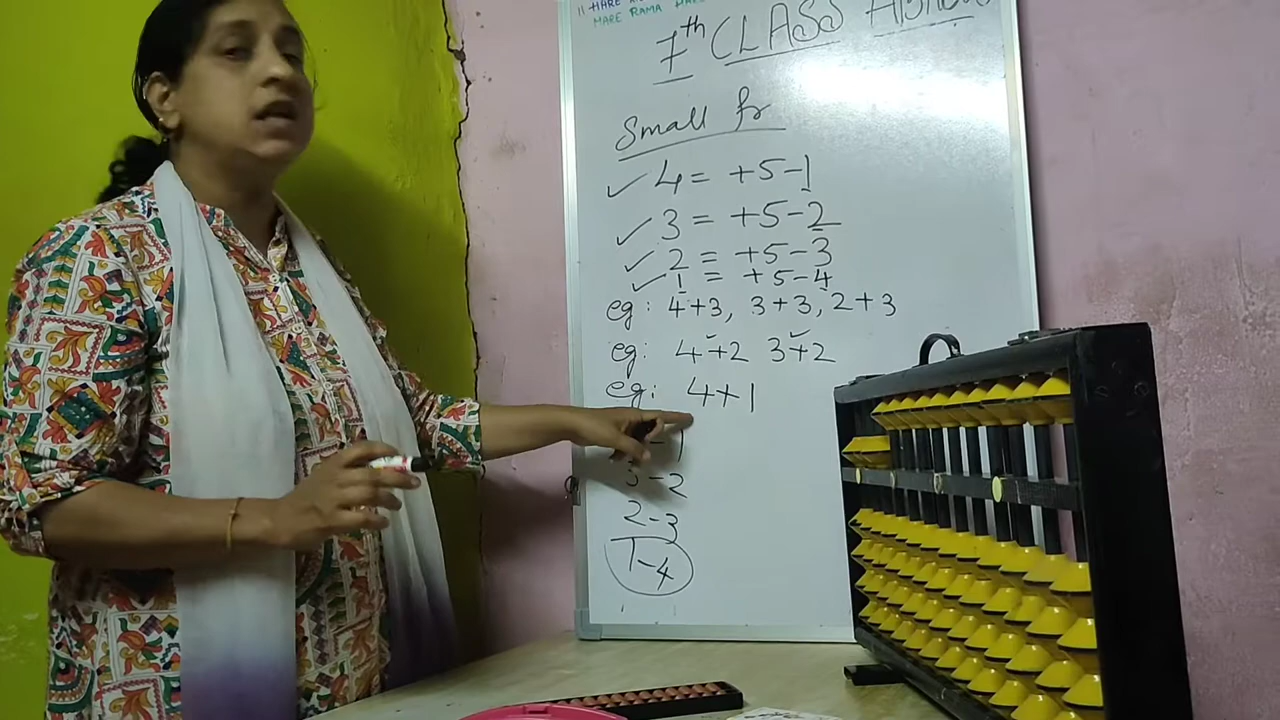 MARE RAMA
7th CLASS
Small fr
✓ 4 = +5-1
✓ 3 = +5-2
✓ 2 = +5-3
✓ 1 = +5-4
eg: 4+3, 3+3, 2+3
eg: 4+2 3+2
eg: 4+1
- 1
3-2
2-3
1-4